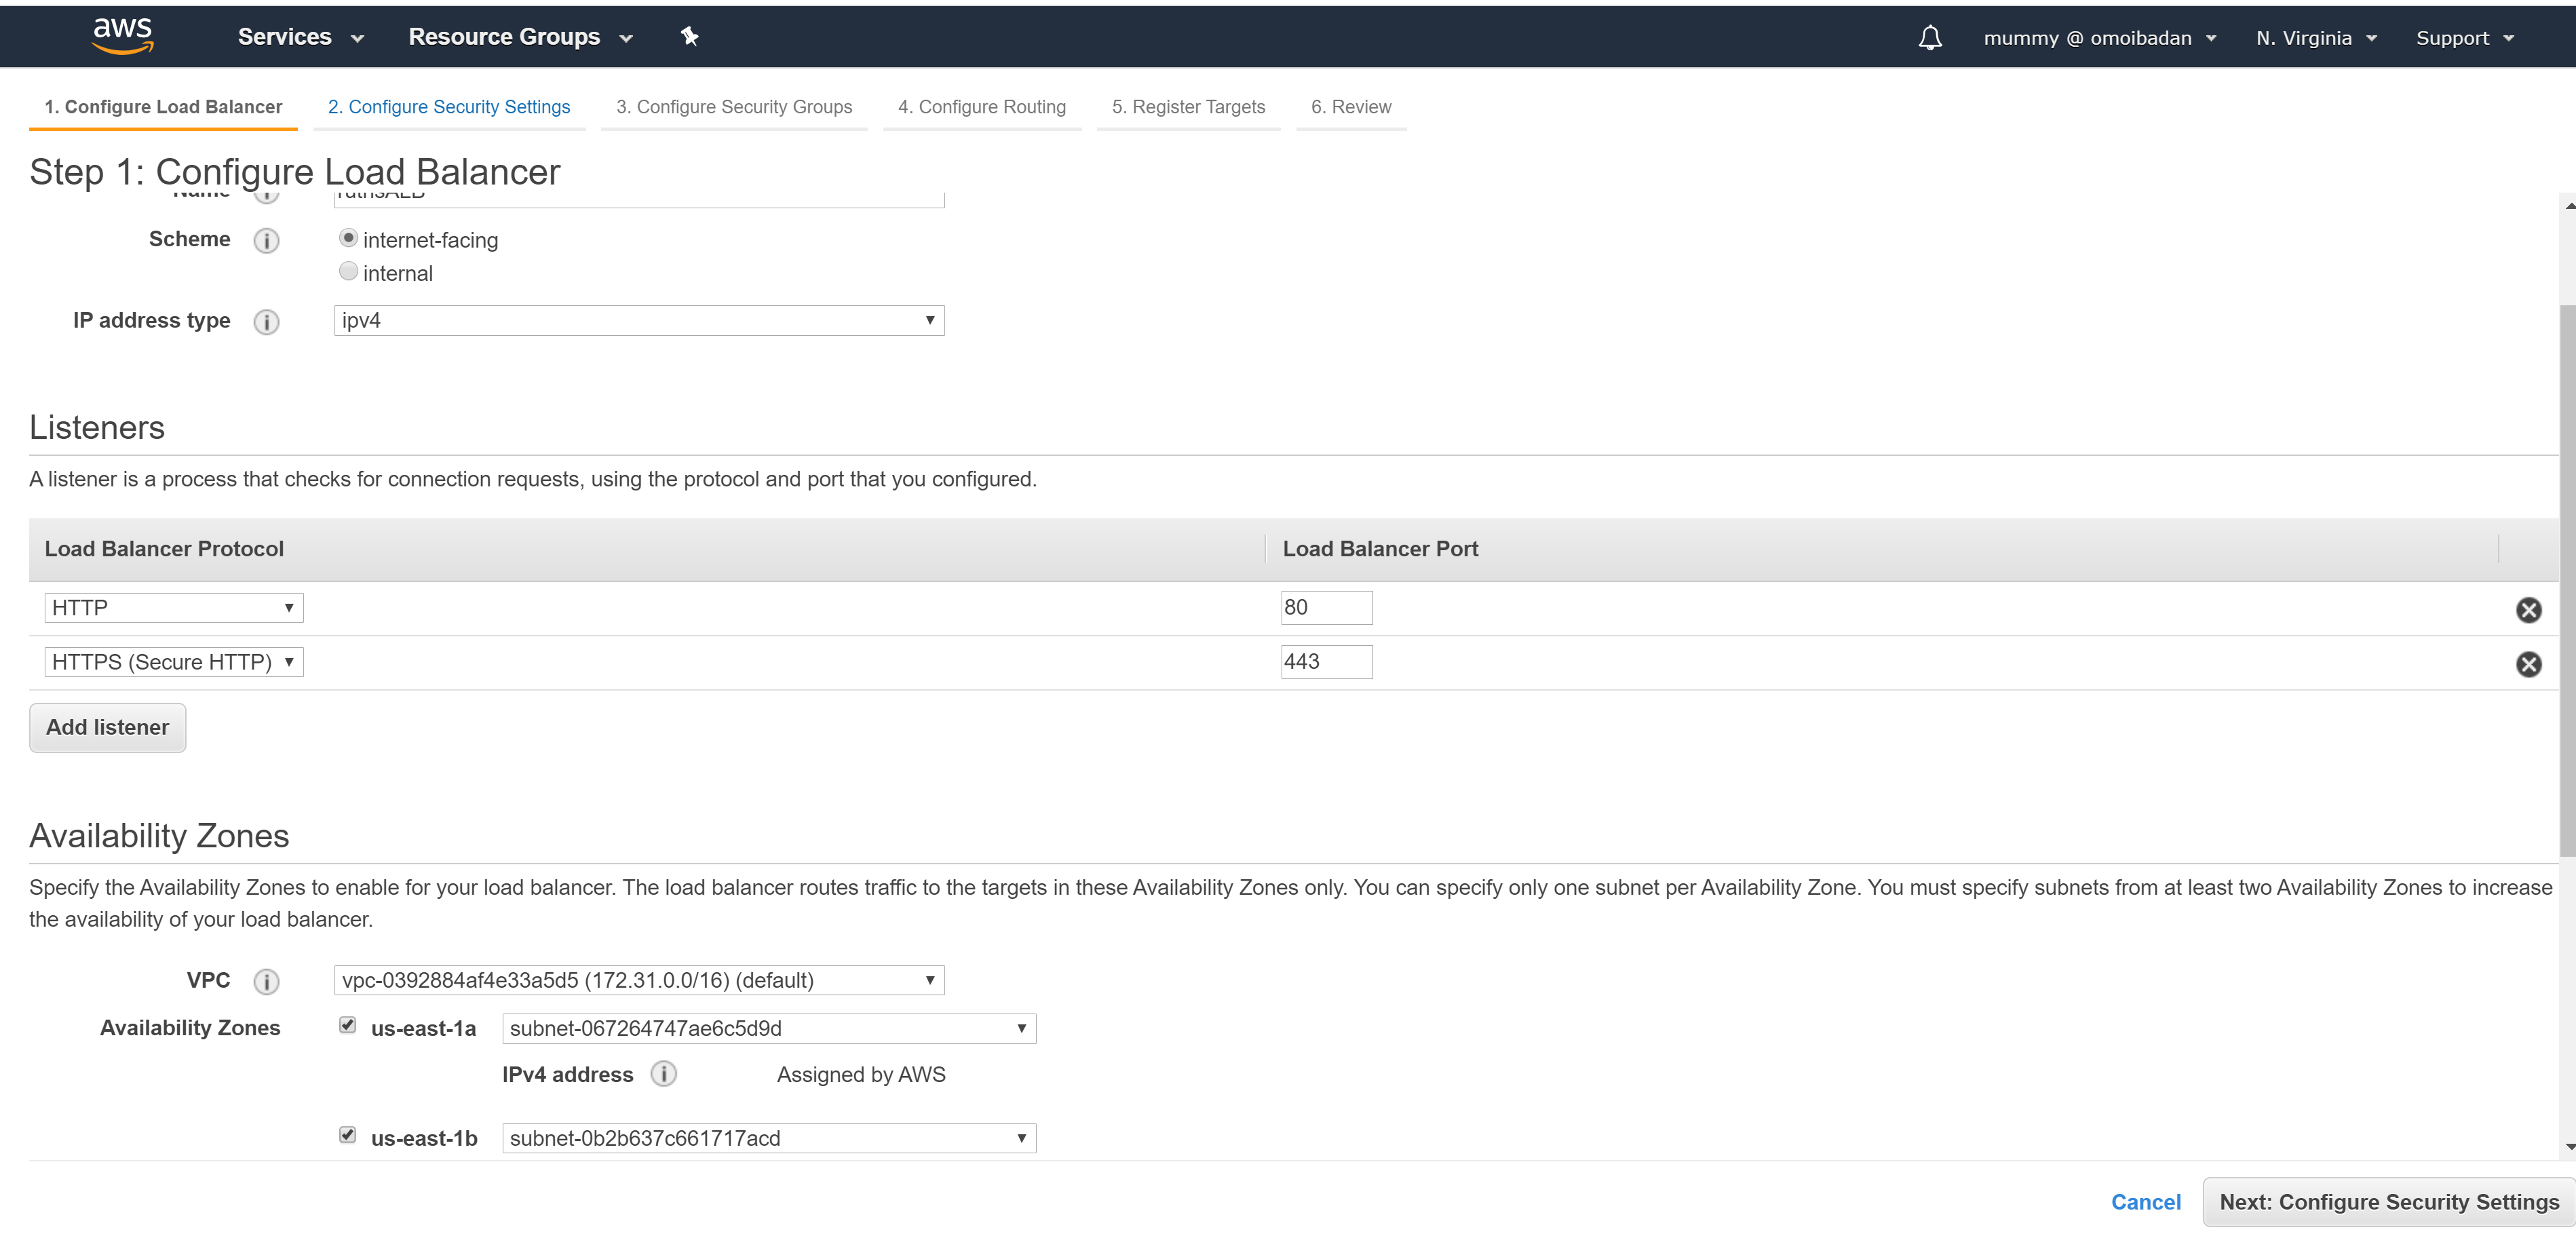 aws Services Resource Groups mummy @ omoibadan N. Virginia Support
1. Configure Load Balancer 2. Configure Security Settings 3. Configure Security Groups 4. Configure Routing 5. Register Targets 6. Review
Step 1: Configure Load Balancer
Name ruthsALB
Scheme i internet-facing
internal
IP address type i ipv4
Listeners
A listener is a process that checks for connection requests, using the protocol and port that you configured.
Load Balancer Protocol Load Balancer Port
HTTP 80
HTTPS (Secure HTTP) 443
Add listener
Availability Zones
Specify the Availability Zones to enable for your load balancer. The load balancer routes traffic to the targets in these Availability Zones only. You can specify only one subnet per Availability Zone. You must specify subnets from at least two Availability Zones to increase
the availability of your load balancer.
VPC i vpc-0392884af4e33a5d5 (172.31.0.0/16) (default)
Availability Zones us-east-1a subnet-067264747ae6c5d9d
IPv4 address i Assigned by AWS
us-east-1b subnet-0b2b637c661717acd
Cancel Next: Configure Security Settings